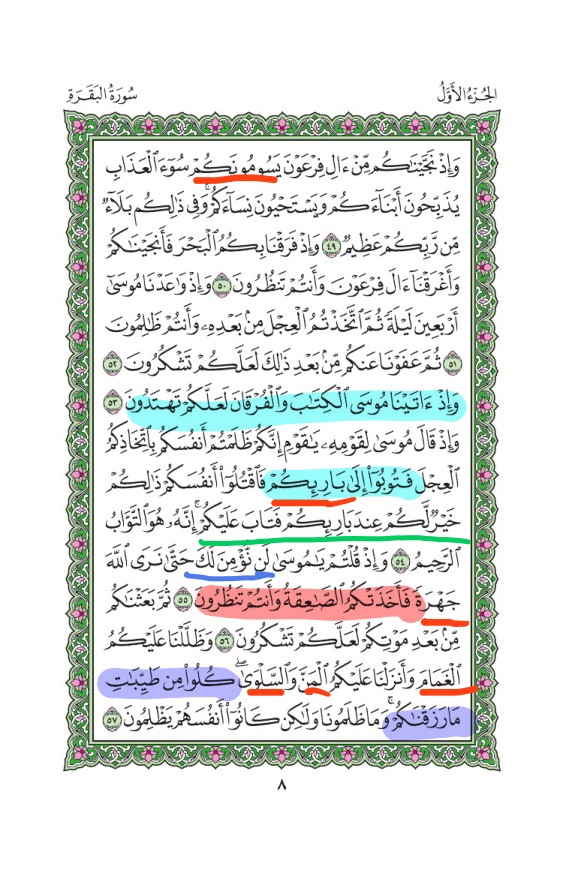 الجُزْءُ الأَوَّلُ
سُورَةُ البَقَرَةِ
وَإِذْ نَجَّيْنَٰكُم مِّنْ ءَالِ فِرْعَوْنَ يَسُومُونَكُمْ سُوٓءَ ٱلْعَذَابِ
يُذَبِّحُونَ أَبْنَآءَكُمْ وَيَسْتَحْيُونَ نِسَآءَكُمْ ۚ وَفِى ذَٰلِكُم بَلَآءٌ
مِّن رَّبِّكُمْ عَظِيمٌ ٤٩ وَإِذْ فَرَقْنَا بِكُمُ ٱلْبَحْرَ فَأَنجَيْنَٰكُمْ
وَأَغْرَقْنَآ ءَالَ فِرْعَوْنَ وَأَنتُمْ تَنظُرُونَ ٥٠ وَإِذْ وَٰعَدْنَا مُوسَىٰٓ
أَرْبَعِينَ لَيْلَةً ثُمَّ ٱتَّخَذْتُمُ ٱلْعِجْلَ مِنۢ بَعْدِهِۦ وَأَنتُمْ ظَٰلِمُونَ
٥١ ثُمَّ عَفَوْنَا عَنكُم مِّنۢ بَعْدِ ذَٰلِكَ لَعَلَّكُمْ تَشْكُرُونَ ٥٢
وَإِذْ ءَاتَيْنَا مُوسَى ٱلْكِتَٰبَ وَٱلْفُرْقَانَ لَعَلَّكُمْ تَهْتَدُونَ ٥٣
وَإِذْ قَالَ مُوسَىٰ لِقَوْمِهِۦ يَٰقَوْمِ إِنَّكُمْ ظَلَمْتُمْ أَنفُسَكُم بِٱتِّخَاذِكُمُ
ٱلْعِجْلَ فَتُوبُوٓا۟ إِلَىٰ بَارِئِكُمْ فَٱقْتُلُوٓا۟ أَنفُسَكُمْ ذَٰلِكُمْ
خَيْرٌ لَّكُمْ عِندَ بَارِئِكُمْ فَتَابَ عَلَيْكُمْ ۚ إِنَّهُۥ هُوَ ٱلتَّوَّابُ
ٱلرَّحِيمُ ٥٤ وَإِذْ قُلْتُمْ يَٰمُوسَىٰ لَن نُّؤْمِنَ لَكَ حَتَّىٰ نَرَى ٱللَّهَ
جَهْرَةً فَأَخَذَتْكُمُ ٱلصَّٰعِقَةُ وَأَنتُمْ تَنظُرُونَ ٥٥ ثُمَّ بَعَثْنَٰكُم
مِّنۢ بَعْدِ مَوْتِكُمْ لَعَلَّكُمْ تَشْكُرُونَ ٥٦ وَظَلَّلْنَا عَلَيْكُمُ
ٱلْغَمَامَ وَأَنزَلْنَا عَلَيْكُمُ ٱلْمَنَّ وَٱلسَّلْوَىٰ ۖ كُلُوا۟ مِن طَيِّبَٰتِ
مَا رَزَقْنَٰكُمْ ۚ وَمَا ظَلَمُونَا وَلَٰكِن كَانُوٓا۟ أَنفُسَهُمْ يَظْلِمُونَ ٥٧
٨